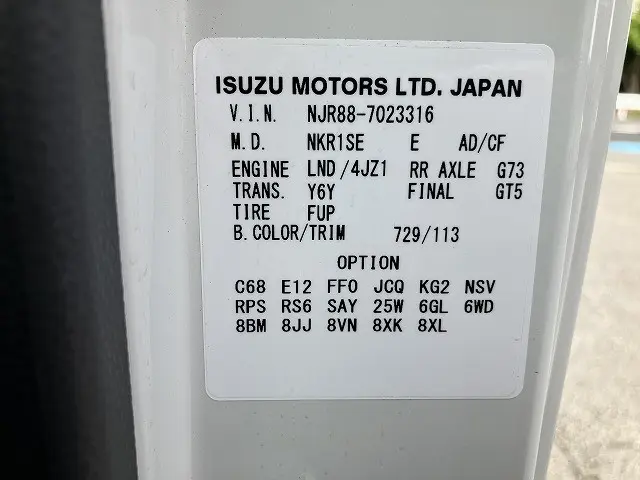 ISUZU MOTORS LTD. JAPAN
V.I.N. NJR88-7023316
M.D. NKR1SE E AD/CF
ENGINE LND/4JZ1 RR AXLE G73
TRANS. Y6Y FINAL GT5
TIRE FUP
B.COLOR/TRIM 729/113
OPTION
C68 E12 FF0 JCQ KG2 NSV
RPS RS6 SAY 25W 6GL 6WD
8BM 8JJ 8VN 8XK 8XL